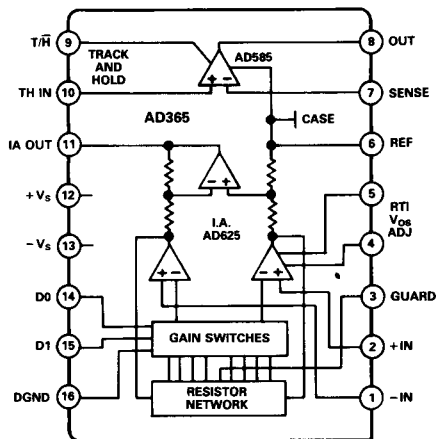 T/H̅
9
TRACK
AND
HOLD
AD585
8
OUT
TH IN
10
+ −
7
SENSE
AD365
CASE
IA OUT
11
6
REF
+VS
12
− +
5
RTI
VOS
ADJ
I.A.
AD625
−VS
13
4
+ −
− +
D0
14
3
GUARD
D1
15
GAIN SWITCHES
2
+IN
DGND
16
RESISTOR
NETWORK
1
−IN